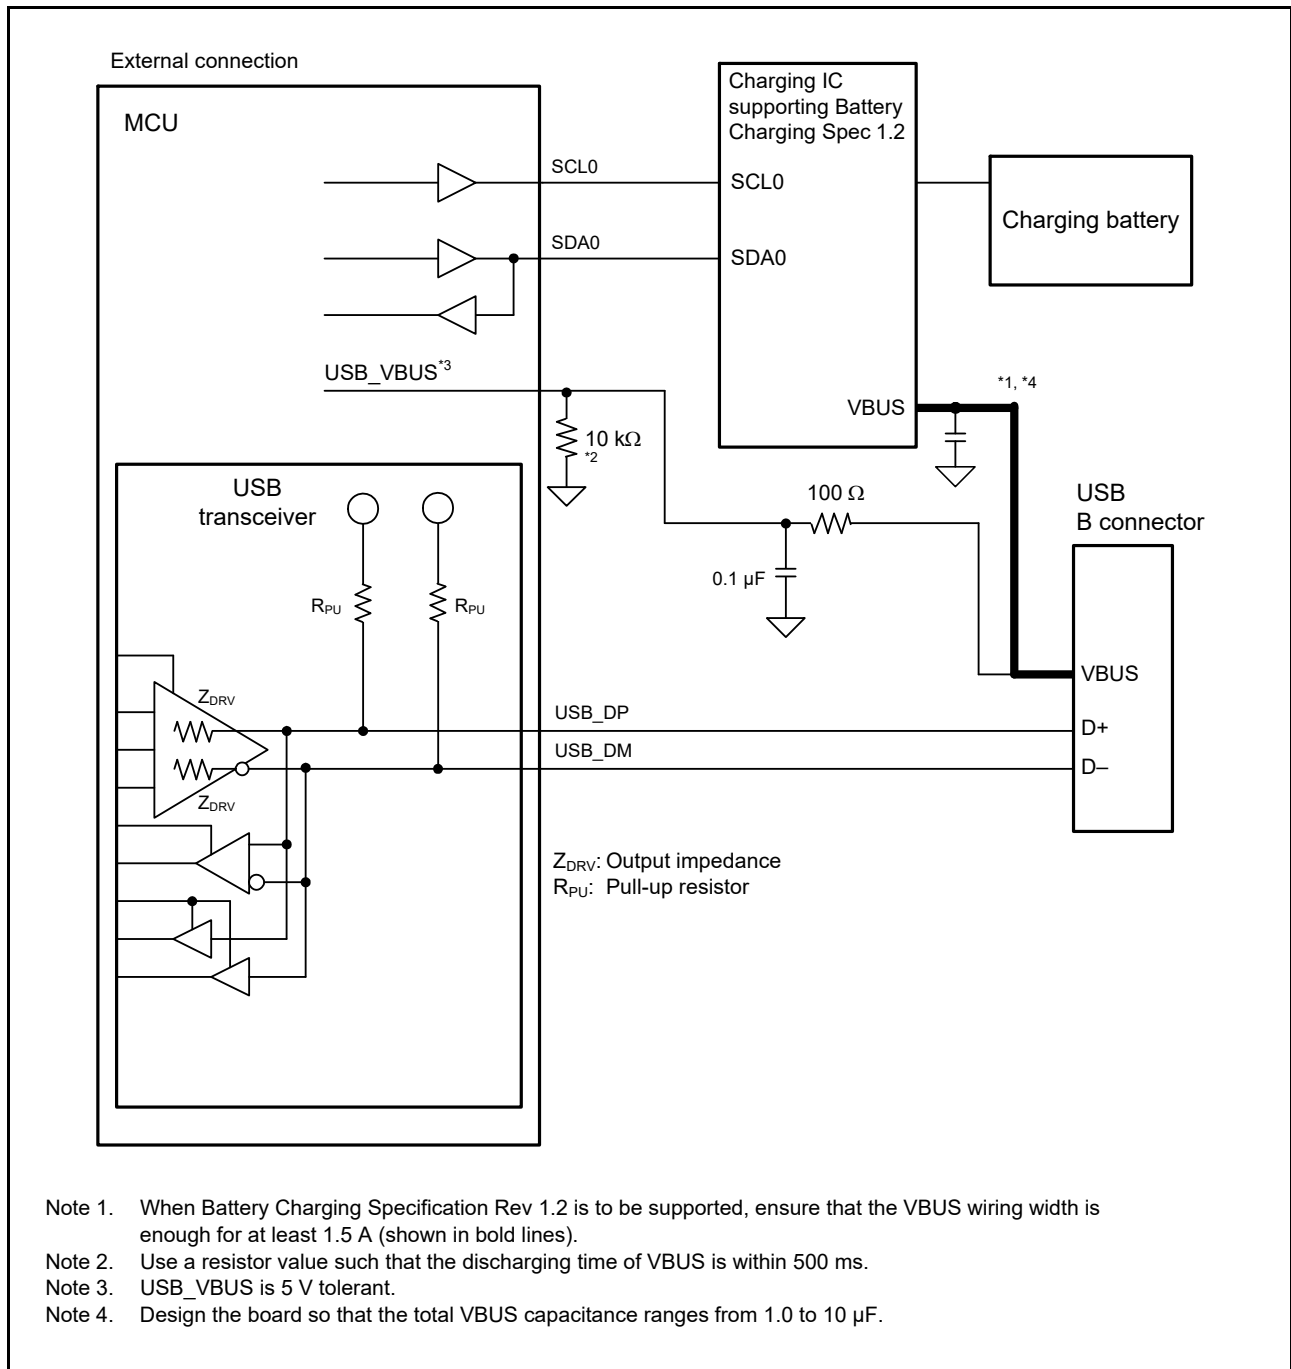 External connection
MCU
Charging IC
supporting Battery
Charging Spec 1.2
SCL0
SCL0
SDA0
SDA0
Charging battery
USB_VBUS*3
10 kΩ
*2
VBUS
*1, *4
100 Ω
0.1 µF
USB
B connector
USB
transceiver
RPU
RPU
ZDRV
ZDRV
USB_DP
USB_DM
VBUS
D+
D–
ZDRV: Output impedance
RPU: Pull-up resistor
Note 1. When Battery Charging Specification Rev 1.2 is to be supported, ensure that the VBUS wiring width is
enough for at least 1.5 A (shown in bold lines).
Note 2. Use a resistor value such that the discharging time of VBUS is within 500 ms.
Note 3. USB_VBUS is 5 V tolerant.
Note 4. Design the board so that the total VBUS capacitance ranges from 1.0 to 10 µF.